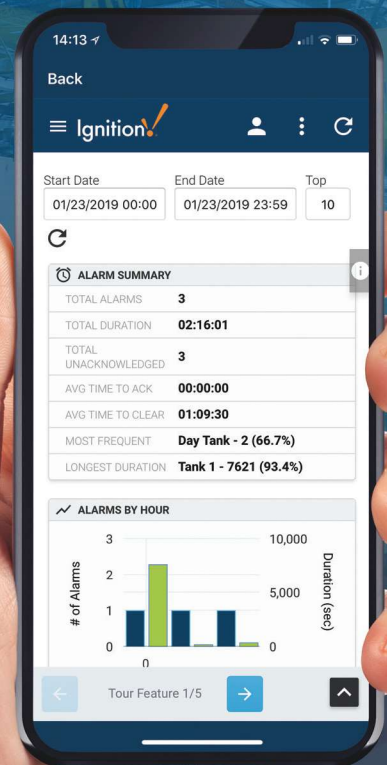 14:13
Back
Ignition!
Start Date End Date Top
01/23/2019 00:00 01/23/2019 23:59 10
i
ALARM SUMMARY
TOTAL ALARMS 3
TOTAL DURATION 02:16:01
TOTAL
UNACKNOWLEDGED 3
AVG TIME TO ACK 00:00:00
AVG TIME TO CLEAR 01:09:30
MOST FREQUENT Day Tank - 2 (66.7%)
LONGEST DURATION Tank 1 - 7621 (93.4%)
ALARMS BY HOUR
# of Alarms
3 10,000
2
5,000
1
0 0
0
Duration (sec)
Tour Feature 1/5